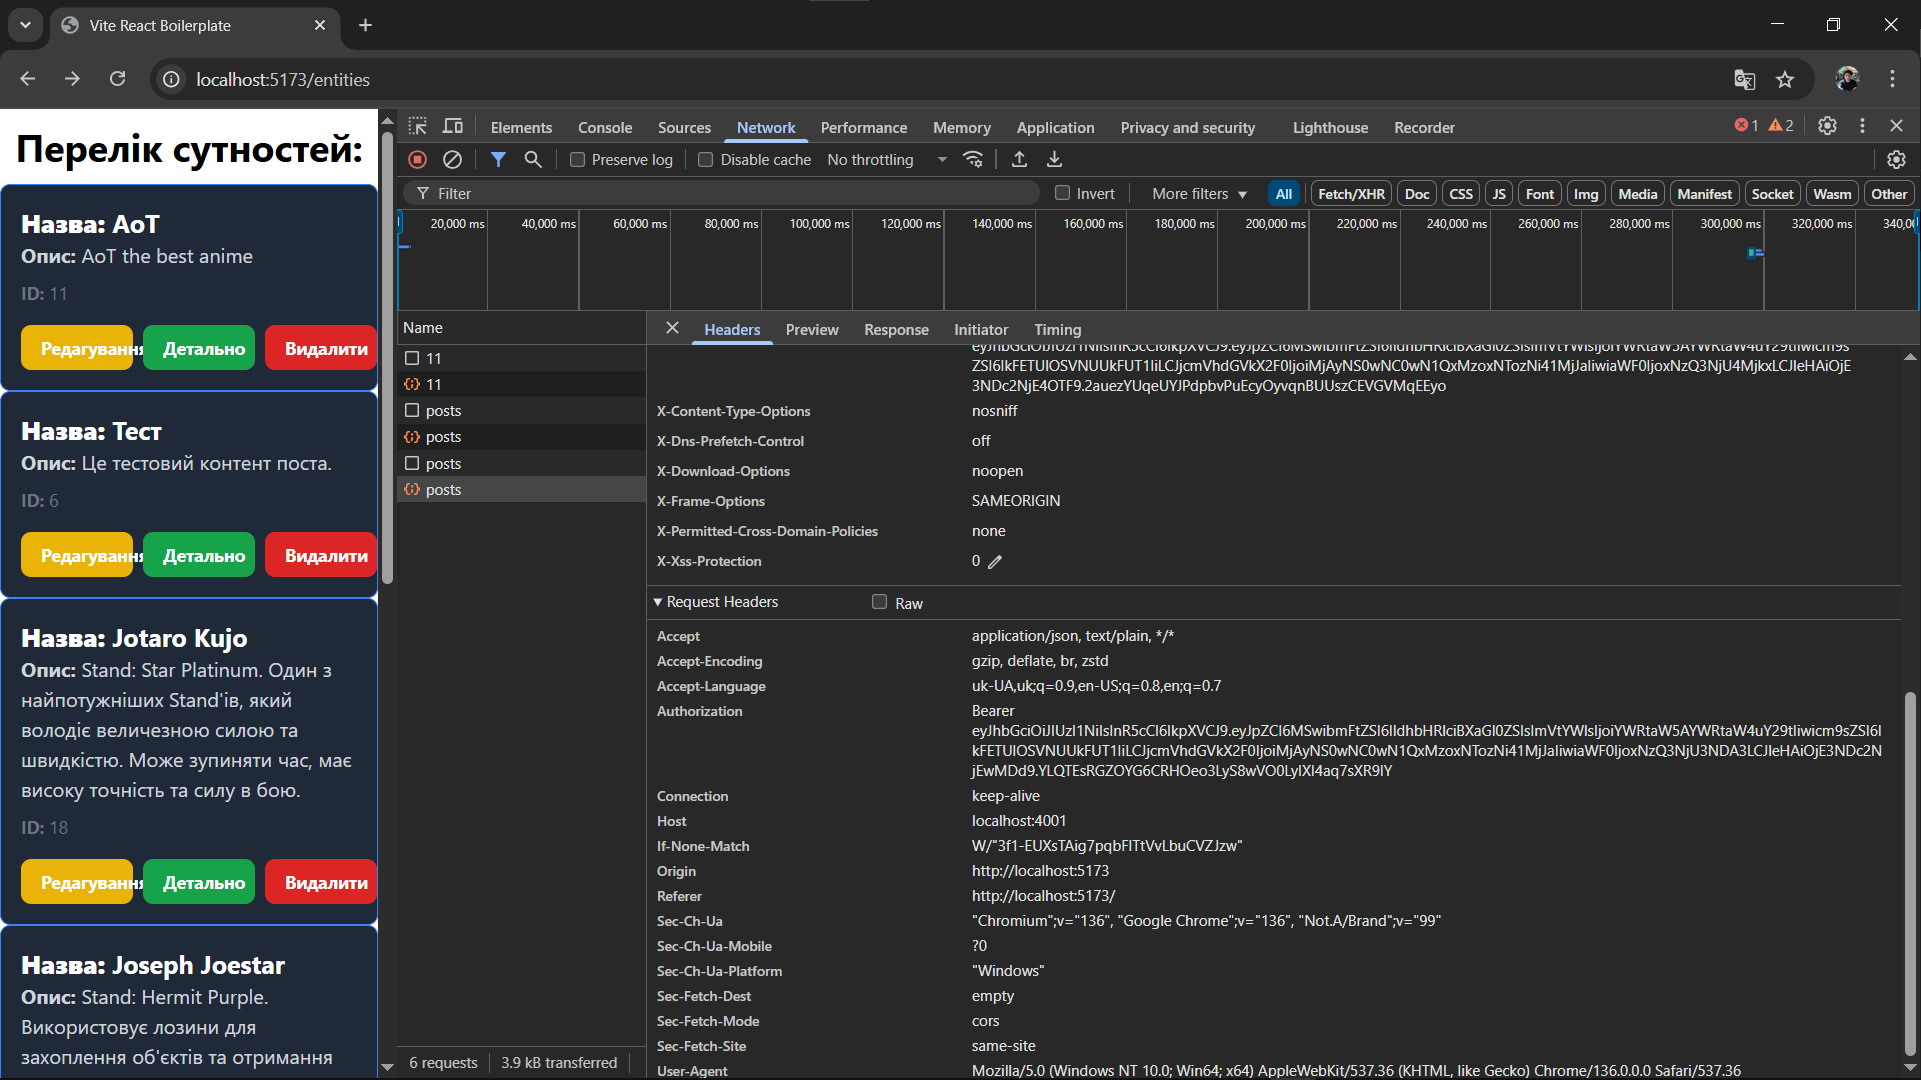 Vite React Boilerplate
localhost:5173/entities
Перелік сутностей:
Назва: AoT
Опис: AoT the best anime
ID: 11
Редагування Детально Видалити
Назва: Тест
Опис: Це тестовий контент поста.
ID: 6
Редагування Детально Видалити
Назва: Jotaro Kujo
Опис: Stand: Star Platinum. Один з
найпотужніших Stand'ів, який
володіє величезною силою та
швидкістю. Може зупиняти час, має
високу точність та силу в бою.
ID: 18
Редагування Детально Видалити
Назва: Joseph Joestar
Опис: Stand: Hermit Purple.
Використовує лозини для
захоплення об'єктів та отримання
Elements Console Sources Network Performance Memory Application Privacy and security Lighthouse Recorder 1 2
Preserve log Disable cache No throttling
Filter Invert More filters All Fetch/XHR Doc CSS JS Font Img Media Manifest Socket Wasm Other
20,000 ms 40,000 ms 60,000 ms 80,000 ms 100,000 ms 120,000 ms 140,000 ms 160,000 ms 180,000 ms 200,000 ms 220,000 ms 240,000 ms 260,000 ms 280,000 ms 300,000 ms 320,000 ms 340,0
Name
11
11
posts
posts
posts
posts
6 requests 3.9 kB transferred
Headers Preview Response Initiator Timing
X-Content-Type-Options nosniff
X-Dns-Prefetch-Control off
X-Download-Options noopen
X-Frame-Options SAMEORIGIN
X-Permitted-Cross-Domain-Policies none
X-Xss-Protection 0
Request Headers Raw
Accept application/json, text/plain, */*
Accept-Encoding gzip, deflate, br, zstd
Accept-Language uk-UA,uk;q=0.9,en-US;q=0.8,en;q=0.7
Authorization Bearer
Connection keep-alive
Host localhost:4001
If-None-Match
Origin http://localhost:5173
Referer http://localhost:5173/
Sec-Ch-Ua "Chromium";v="136", "Google Chrome";v="136", "Not.A/Brand";v="99"
Sec-Ch-Ua-Mobile ?0
Sec-Ch-Ua-Platform "Windows"
Sec-Fetch-Dest empty
Sec-Fetch-Mode cors
Sec-Fetch-Site same-site
User-Agent Mozilla/5.0 (Windows NT 10.0; Win64; x64) AppleWebKit/537.36 (KHTML, like Gecko) Chrome/136.0.0.0 Safari/537.36